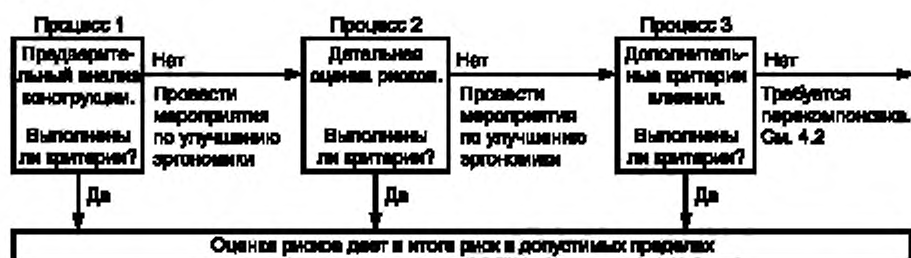 Процесс 1
Предварите-
льный анализ
конструкции.
Выполнены
ли критерии?
Нет
Провести
мероприятия
по улучшению
эргономики
Да
Процесс 2
Детальная
оценка рисков.
Выполнены
ли критерии?
Нет
Провести
мероприятия
по улучшению
эргономики
Да
Процесс 3
Дополнитель-
ные критерии
влияния.
Выполнены
ли критерии?
Нет
Требуется
перекомпоновка.
См. 4.2
Да
Оценка рисков дает в итоге риск в допустимых пределах